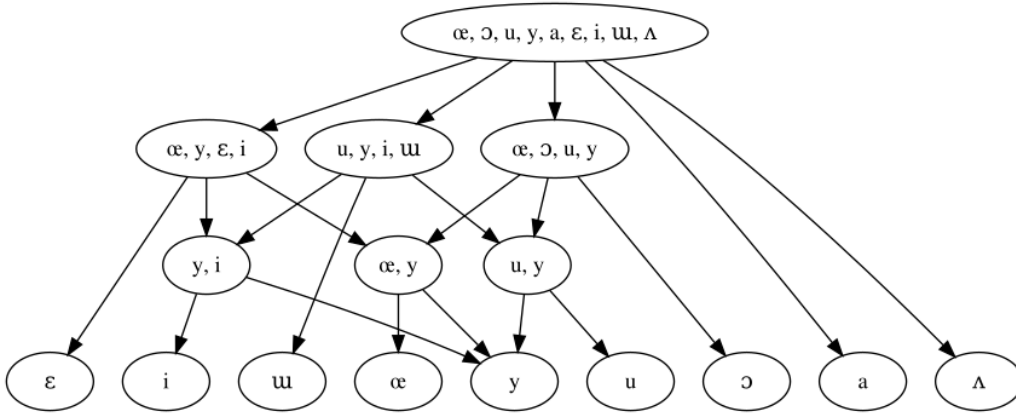 œ, ɔ, u, y, a, ɛ, i, ɯ, ʌ
œ, y, ɛ, i
u, y, i, ɯ
œ, ɔ, u, y
y, i
œ, y
u, y
ɛ
i
ɯ
œ
y
u
ɔ
a
ʌ